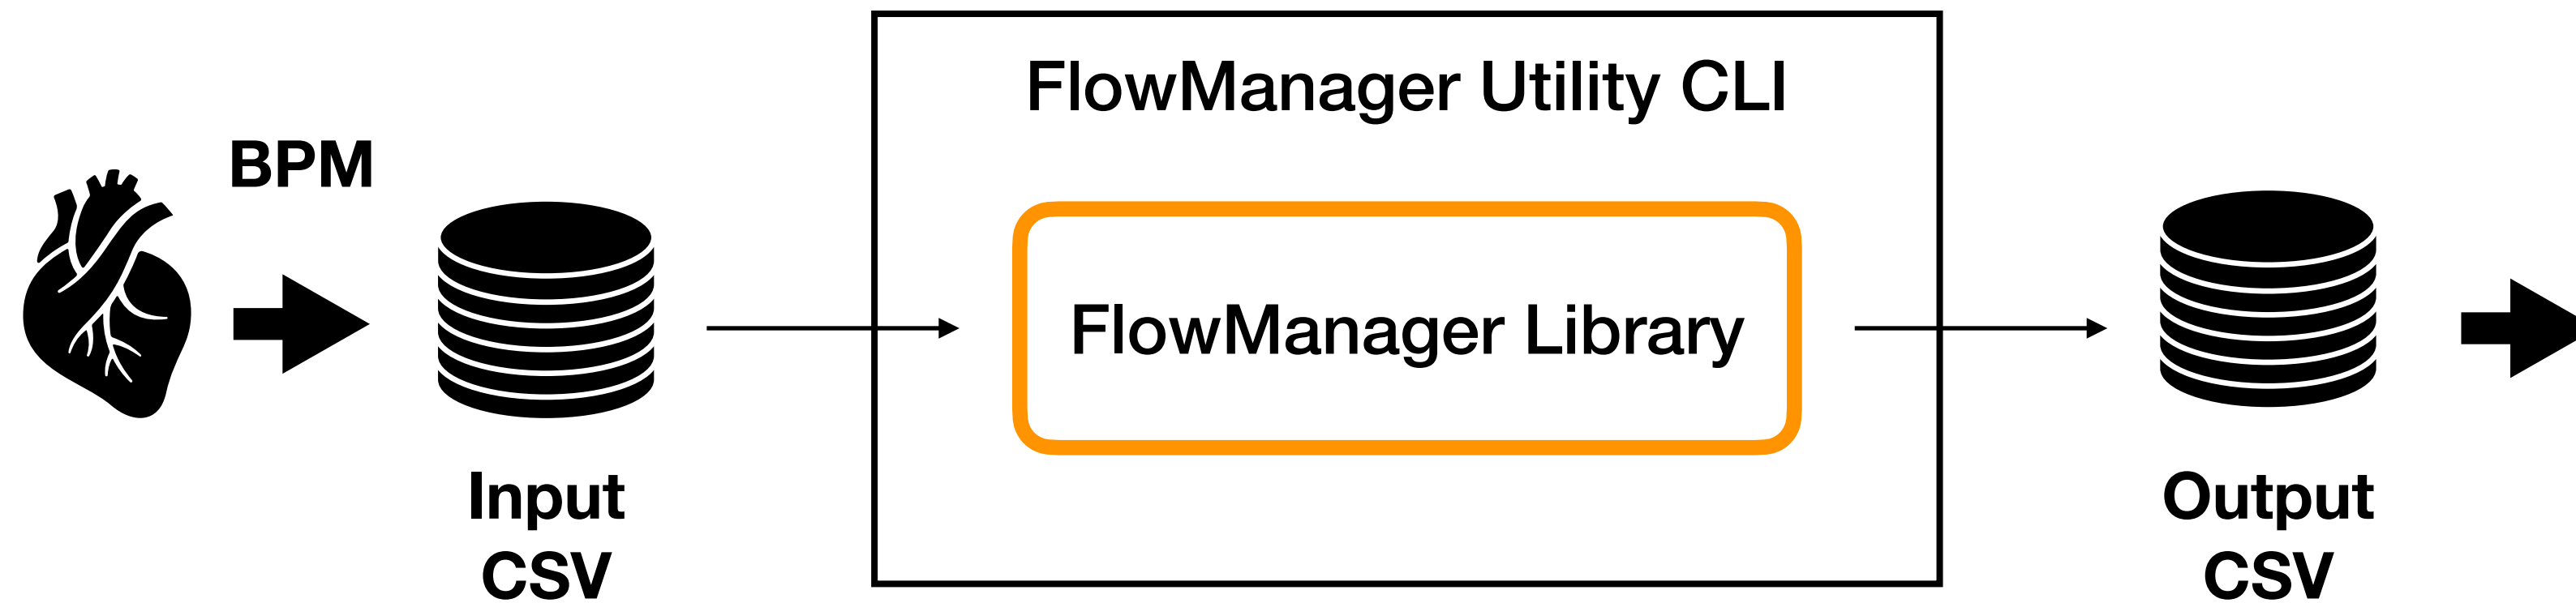 BPM
Input
CSV
FlowManager Utility CLI
FlowManager Library
Output
CSV